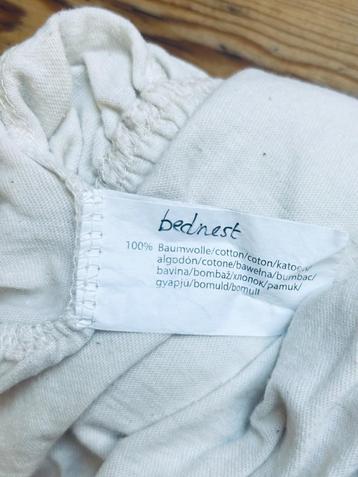 bednest
100% Baumwolle/cotton/coton/katoen/
algodón/cotone/bawełna/bumbac/
bavlna/bombaž/хлопок/pamuk/
gyapju/bomuld/bomull